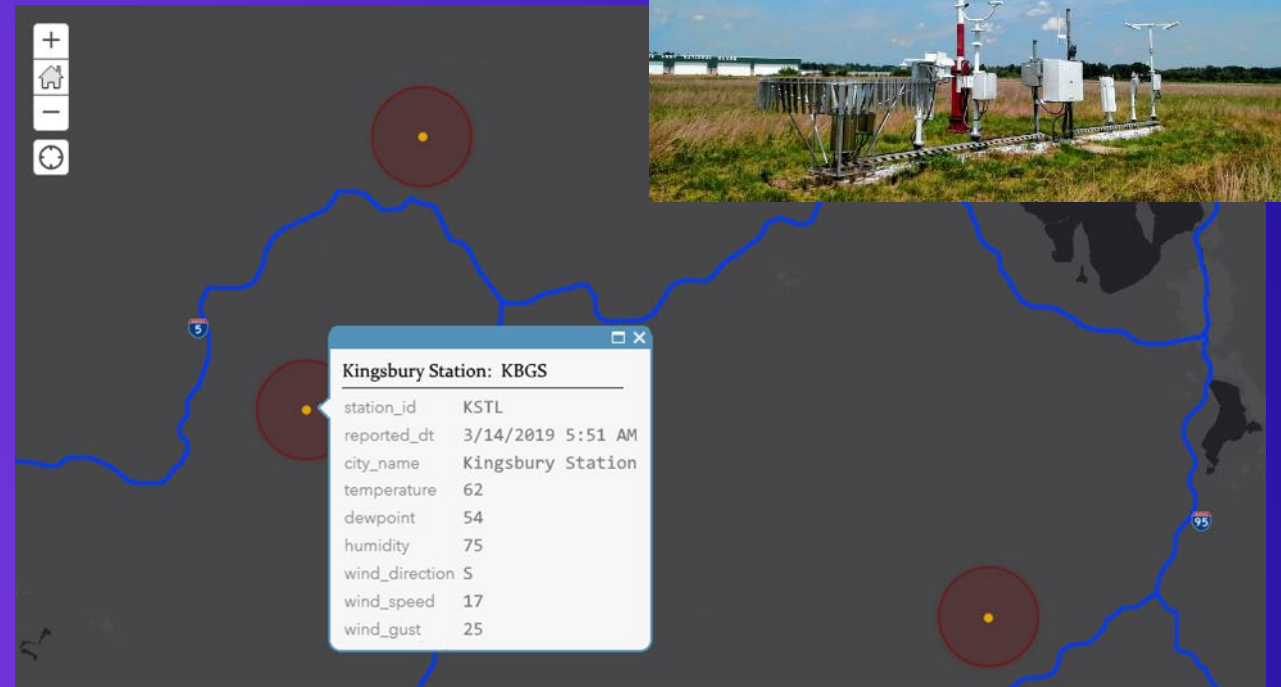 +
−
5
Kingsbury Station: KBGS
station_id KSTL
reported_dt 3/14/2019 5:51 AM
city_name Kingsbury Station
temperature 62
dewpoint 54
humidity 75
wind_direction S
wind_speed 17
wind_gust 25
95